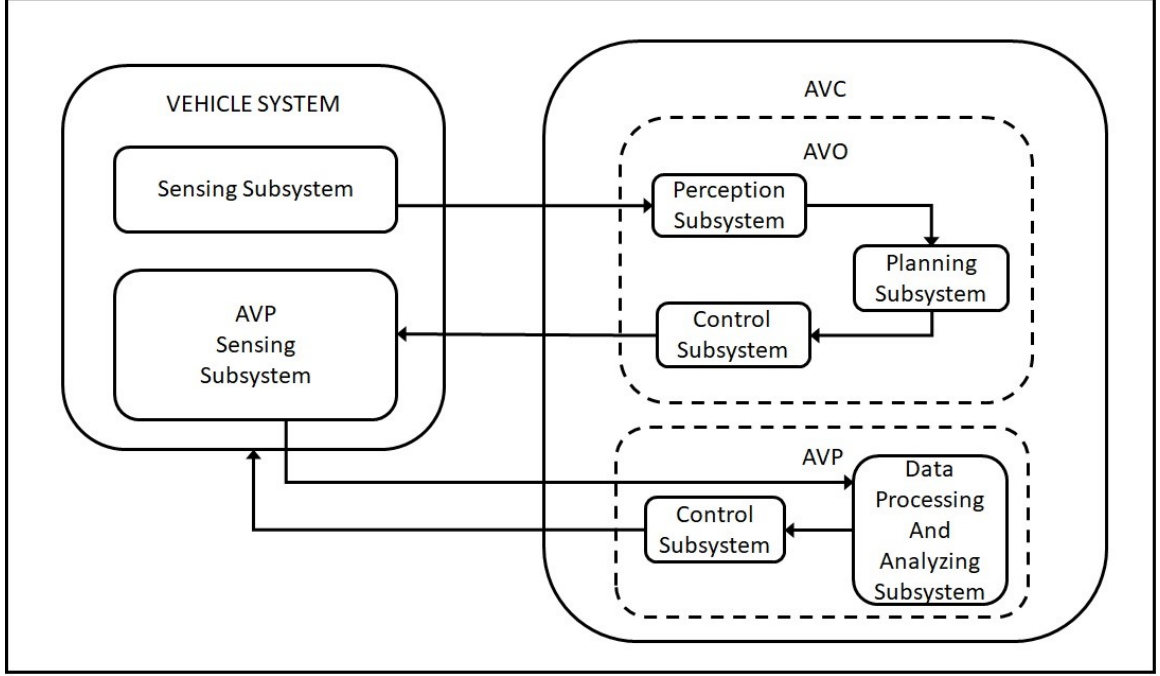 VEHICLE SYSTEM
Sensing Subsystem
AVP
Sensing
Subsystem
AVC
AVO
Perception
Subsystem
Planning
Subsystem
Control
Subsystem
AVP
Control
Subsystem
Data
Processing
And
Analyzing
Subsystem